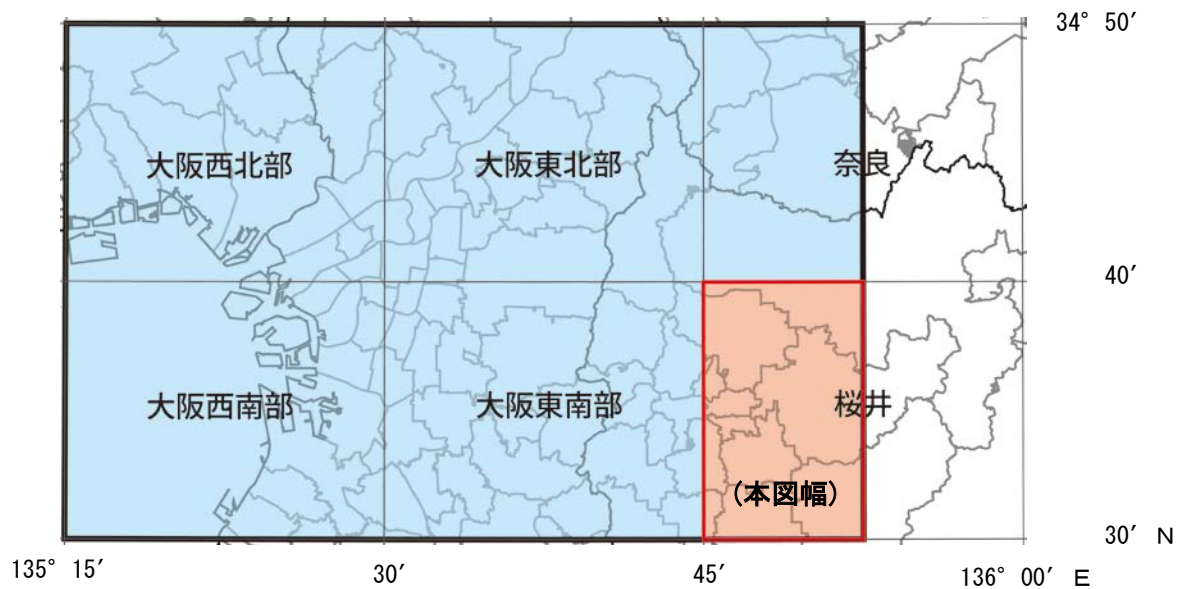 34° 50′
大阪西北部
大阪東北部
奈良
40′
大阪西南部
大阪東南部
桜井
(本図幅)
30′ N
135° 15′
30′
45′
136° 00′ E